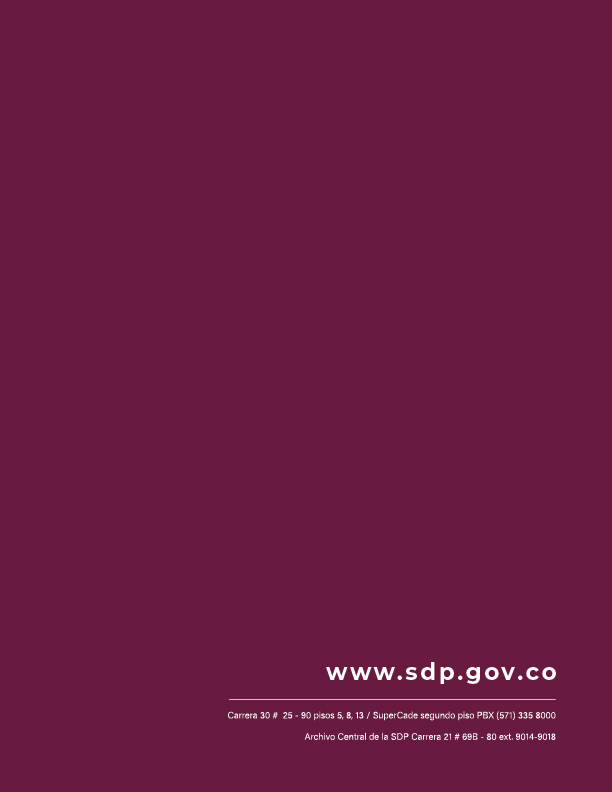 www.sdp.gov.co
Carrera 30 # 25 - 90 pisos 5, 8, 13 / SuperCade segundo piso PBX (571) 335 8000
Archivo Central de la SDP Carrera 21 # 69B - 80 ext. 9014-9018